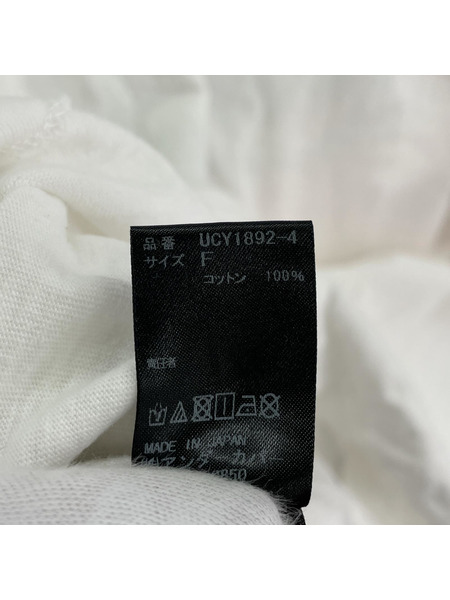 品番 UCY1892-4
サイズ F
コットン 100%
責任者
MADE IN JAPAN
㈱アンダーカバー